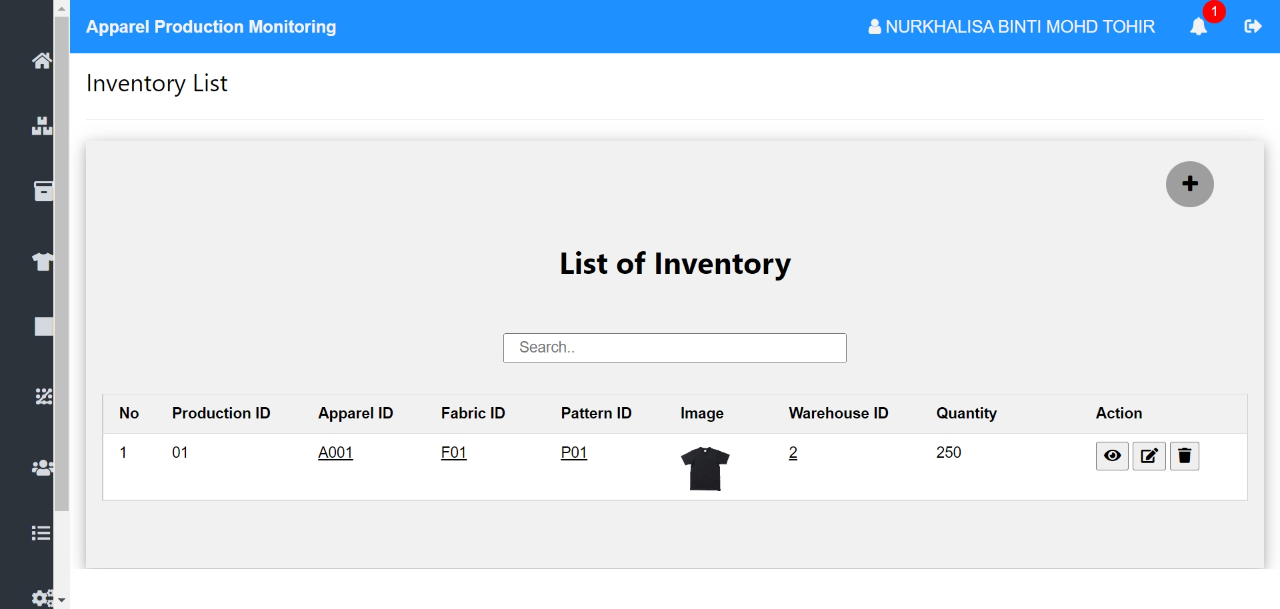 Apparel Production Monitoring
NURKHALISA BINTI MOHD TOHIR
1
Inventory List
List of Inventory
Search..
No Production ID Apparel ID Fabric ID Pattern ID Image Warehouse ID Quantity Action
1 01 A001 F01 P01 2 250